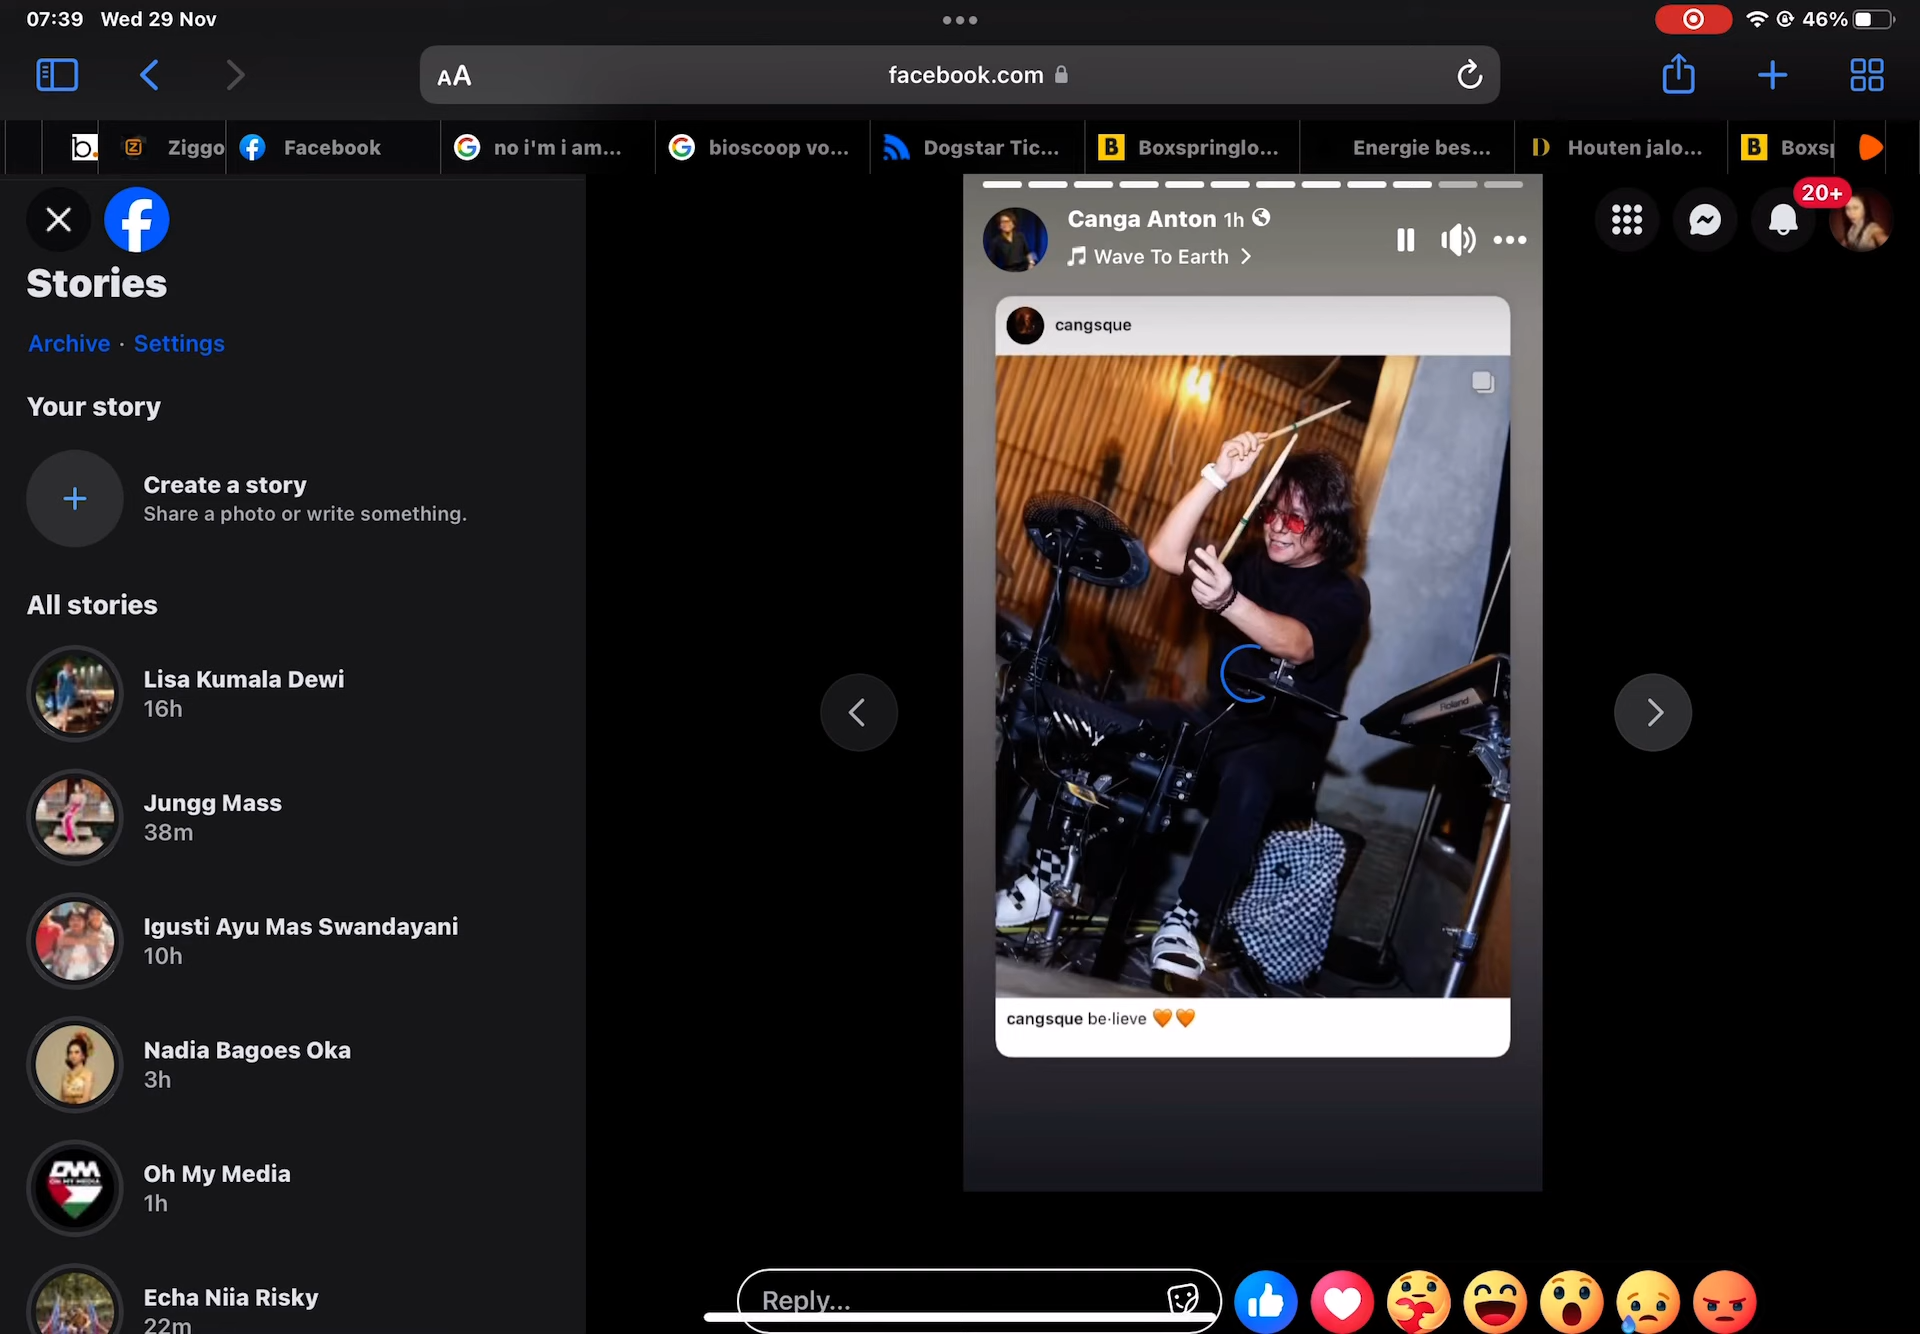 07:39 Wed 29 Nov
46%
AA
facebook.com
b.
Ziggo
Facebook
no i'm i am...
bioscoop vo...
Dogstar Tic...
B Boxspringlo...
Energie bes...
D Houten jalo...
B Boxsp
20+
Stories
Archive · Settings
Your story
Create a story
Share a photo or write something.
All stories
Lisa Kumala Dewi
16h
Jungg Mass
38m
Igusti Ayu Mas Swandayani
10h
Nadia Bagoes Oka
3h
Oh My Media
1h
Echa Niia Risky
22m
Canga Anton 1h
Wave To Earth
cangsque
Roland
cangsque be·lieve 🧡🧡
Reply...